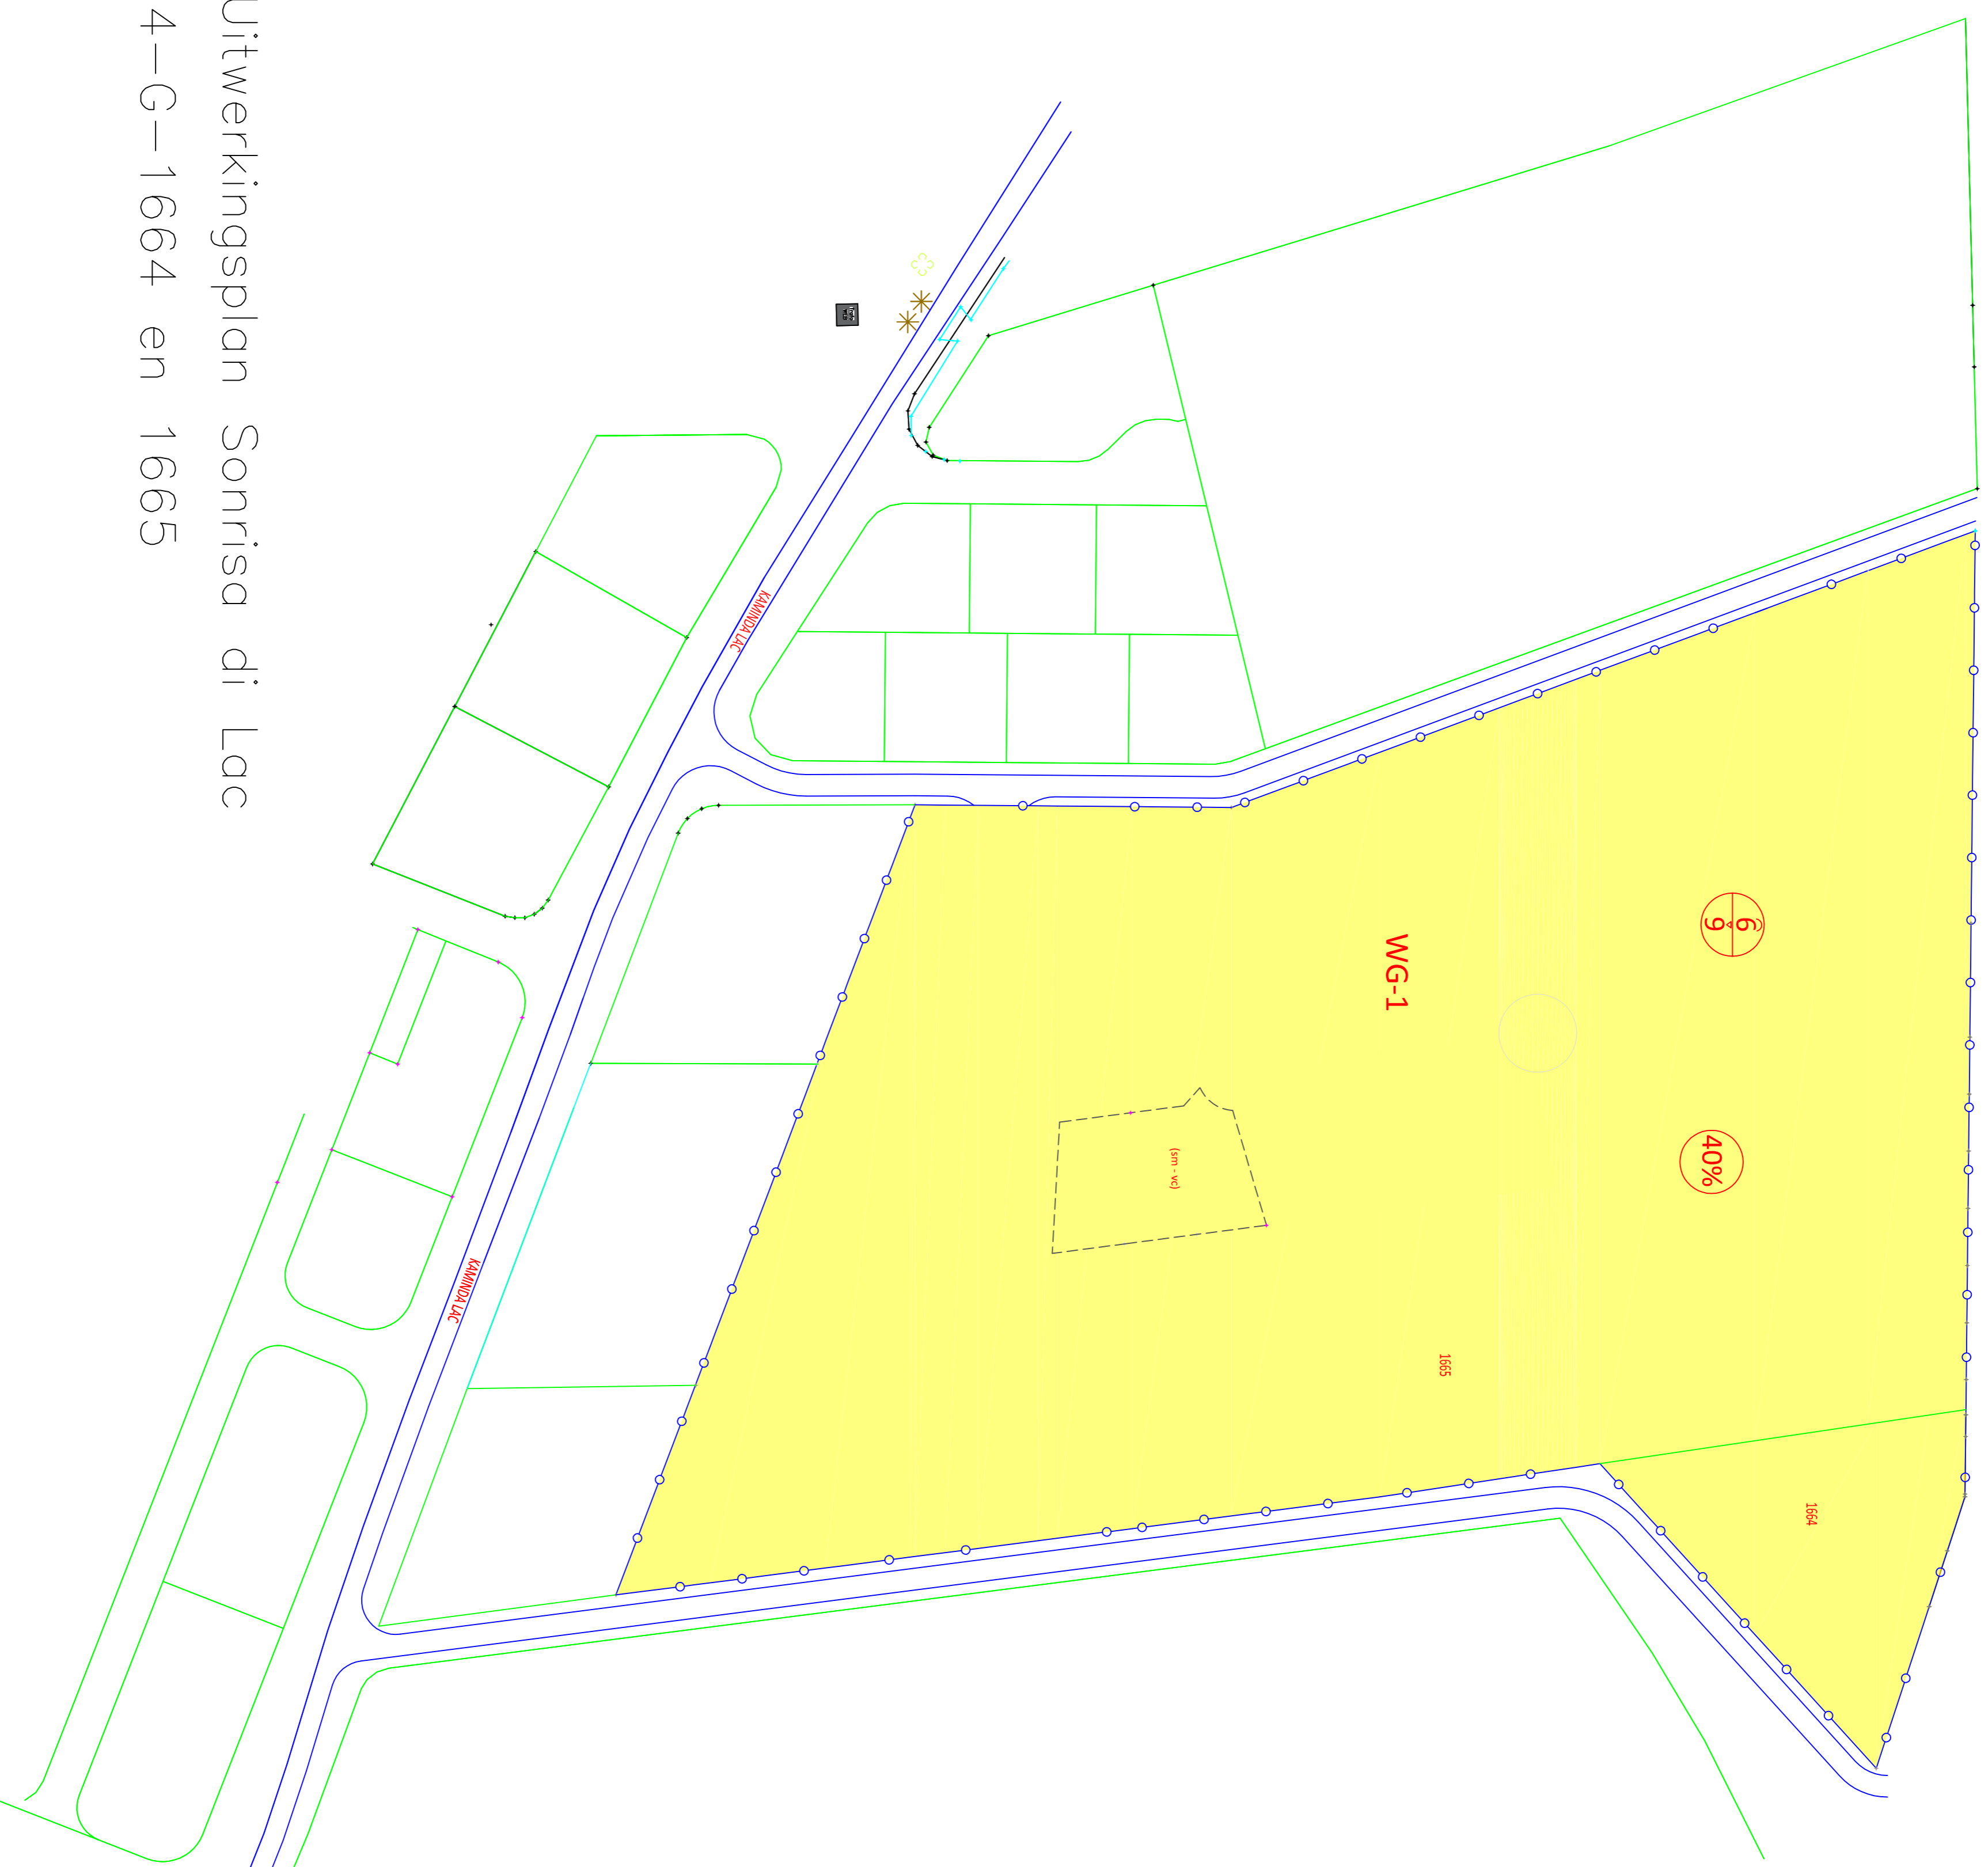 Uitwerkingsplan Sonrisa di Lac
4-G-1664 en 1665
KAMINDA LAC
KAMINDA LAC
WG-1
6
9
40%
(sm - vc)
1665
1664